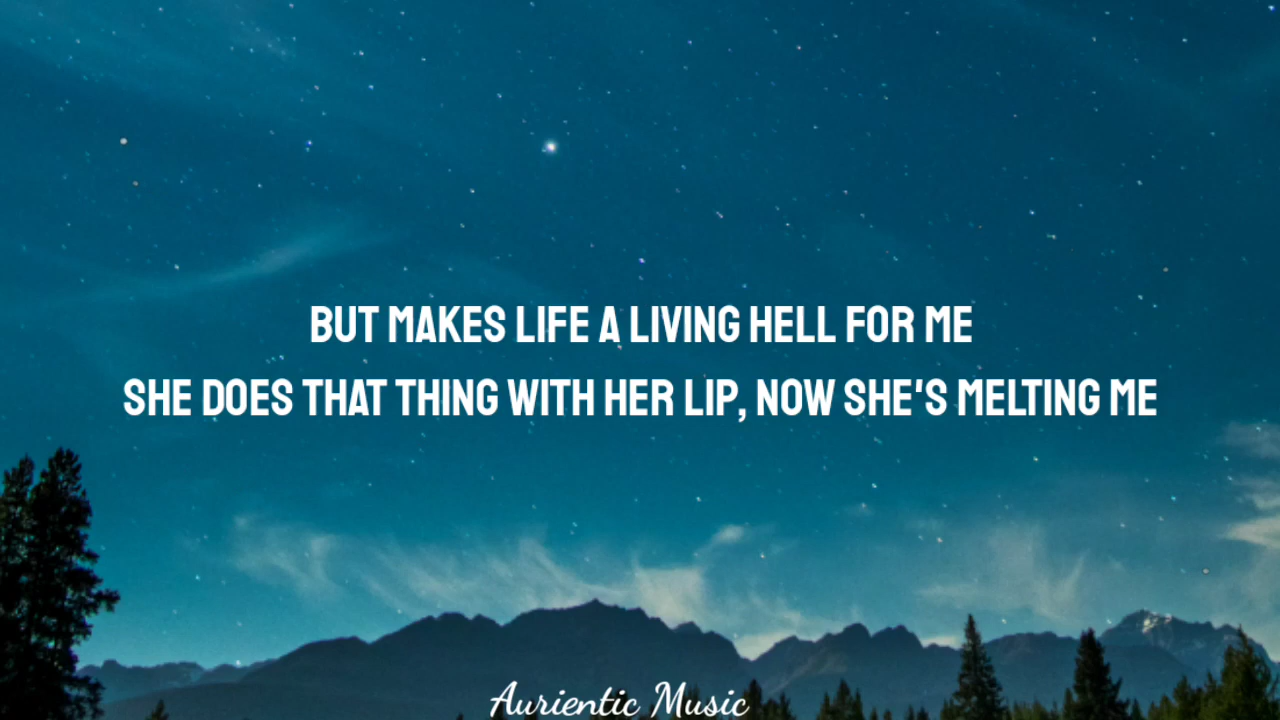 BUT MAKES LIFE A LIVING HELL FOR ME
SHE DOES THAT THING WITH HER LIP, NOW SHE'S MELTING ME
Aurientic Music